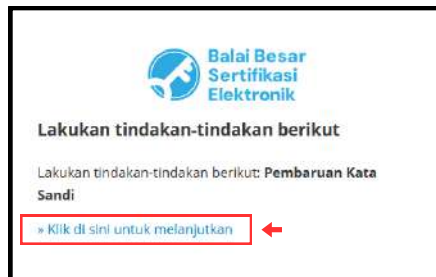 Balai Besar
Sertifikasi
Elektronik
Lakukan tindakan-tindakan berikut
Lakukan tindakan-tindakan berikut: Pembaruan Kata
Sandi
» Klik di sini untuk melanjutkan